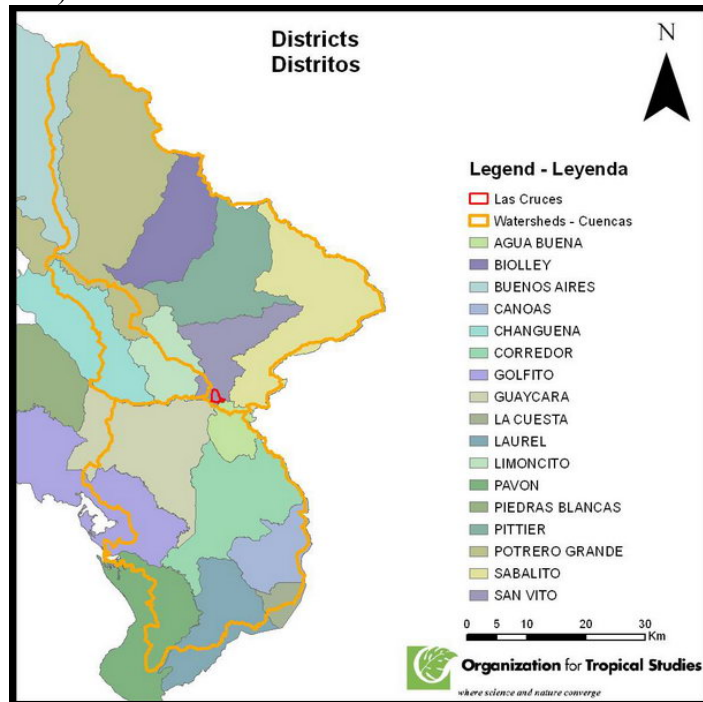 Districts
Distritos
N
Legend - Leyenda
Las Cruces
Watersheds - Cuencas
AGUA BUENA
BIOLLEY
BUENOS AIRES
CANOAS
CHANGUENA
CORREDOR
GOLFITO
GUAYCARA
LA CUESTA
LAUREL
LIMONCITO
PAVON
PIEDRAS BLANCAS
PITTIER
POTRERO GRANDE
SABALITO
SAN VITO
0 5 10 20 30
Km
Organization for Tropical Studies
where science and nature converge